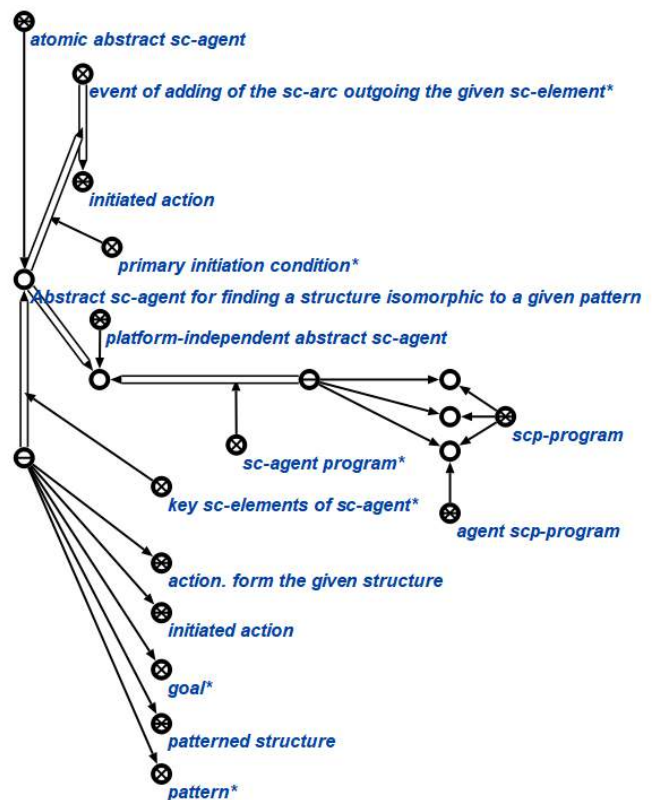 atomic abstract sc-agent
event of adding of the sc-arc outgoing the given sc-element*
initiated action
primary initiation condition*
Abstract sc-agent for finding a structure isomorphic to a given pattern
platform-independent abstract sc-agent
scp-program
sc-agent program*
key sc-elements of sc-agent*
agent scp-program
action. form the given structure
initiated action
goal*
patterned structure
pattern*